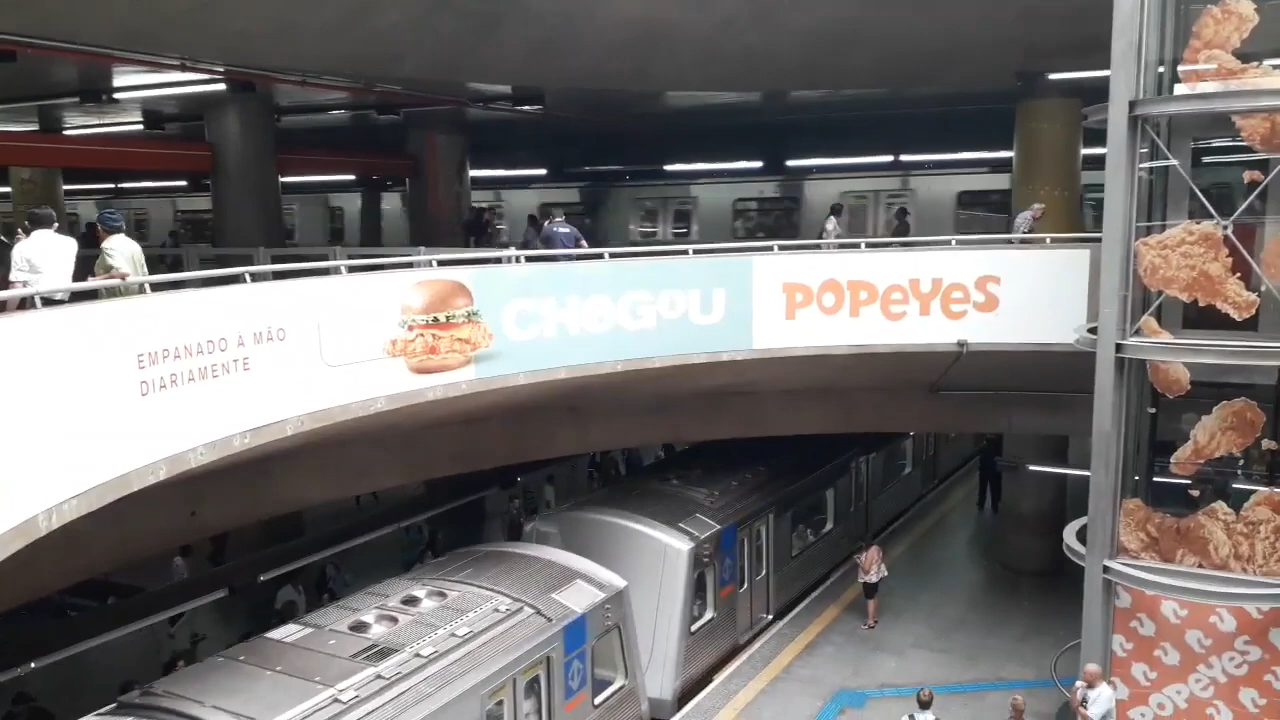 EMPANADO À MÃO
DIARIAMENTE
CHEGOU
POPEYES
POPEYES